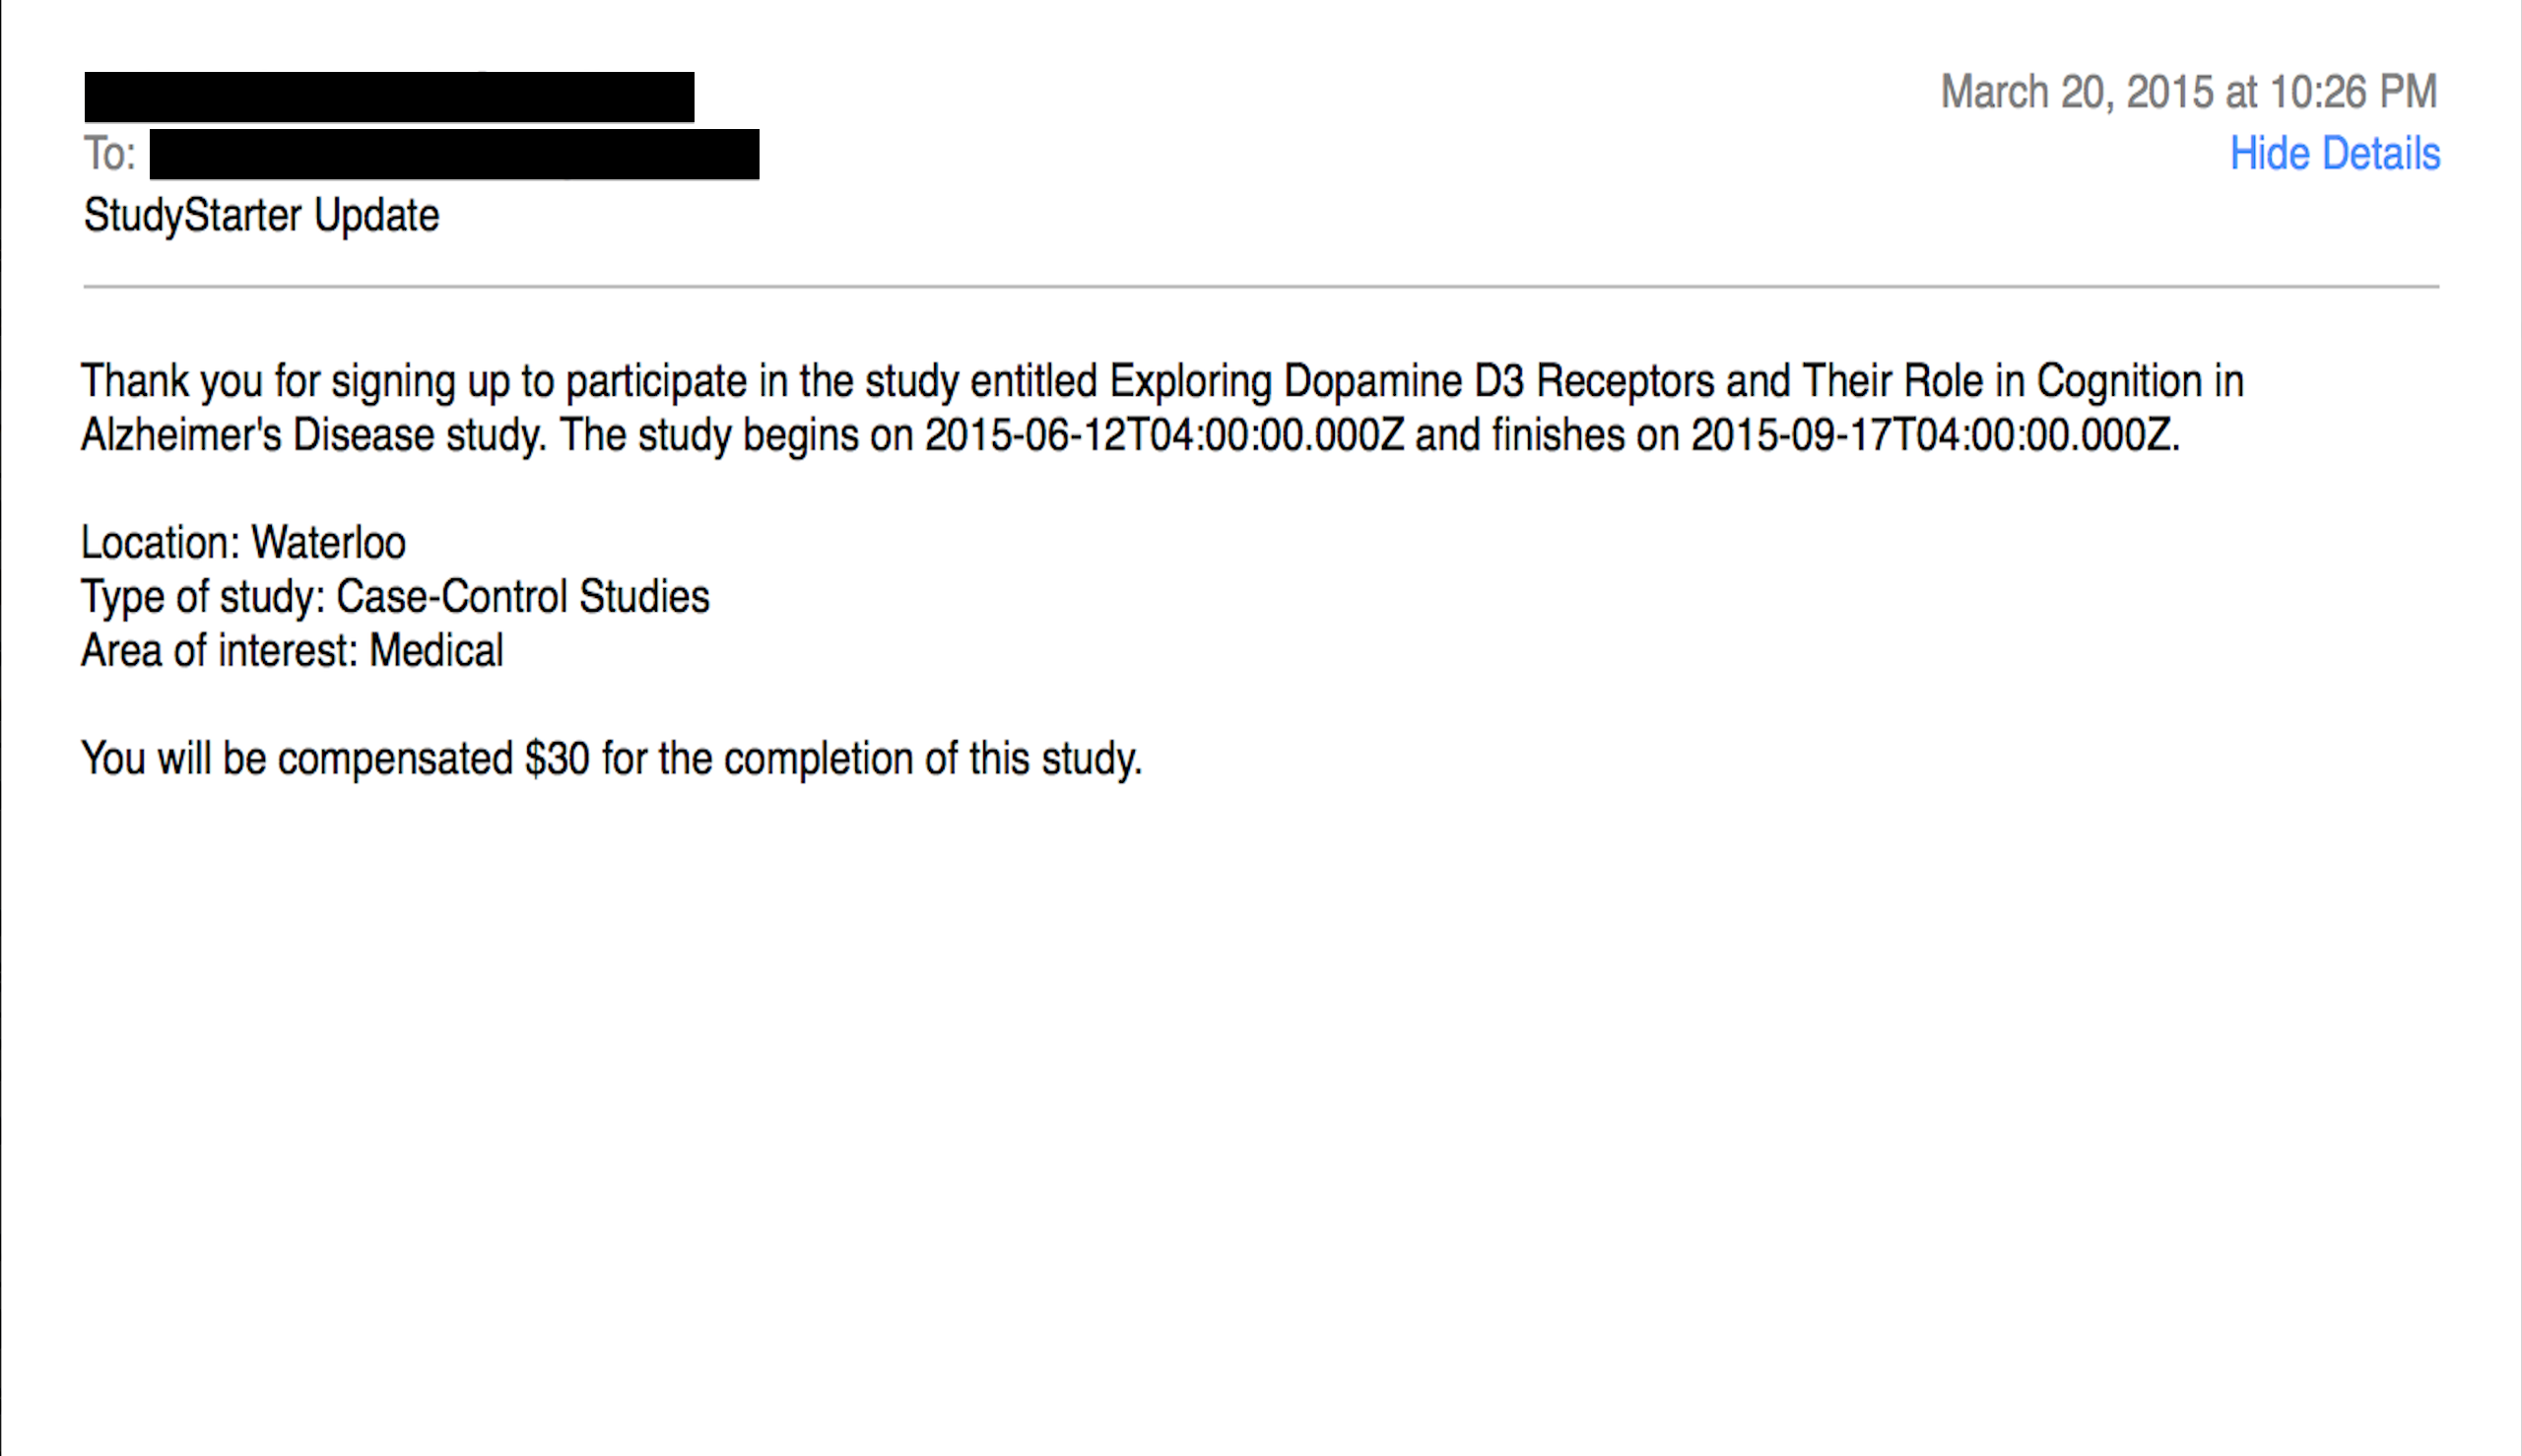 March 20, 2015 at 10:26 PM
To:
Hide Details
StudyStarter Update
Thank you for signing up to participate in the study entitled Exploring Dopamine D3 Receptors and Their Role in Cognition in
Alzheimer's Disease study. The study begins on 2015-06-12T04:00:00.000Z and finishes on 2015-09-17T04:00:00.000Z.
Location: Waterloo
Type of study: Case-Control Studies
Area of interest: Medical
You will be compensated $30 for the completion of this study.